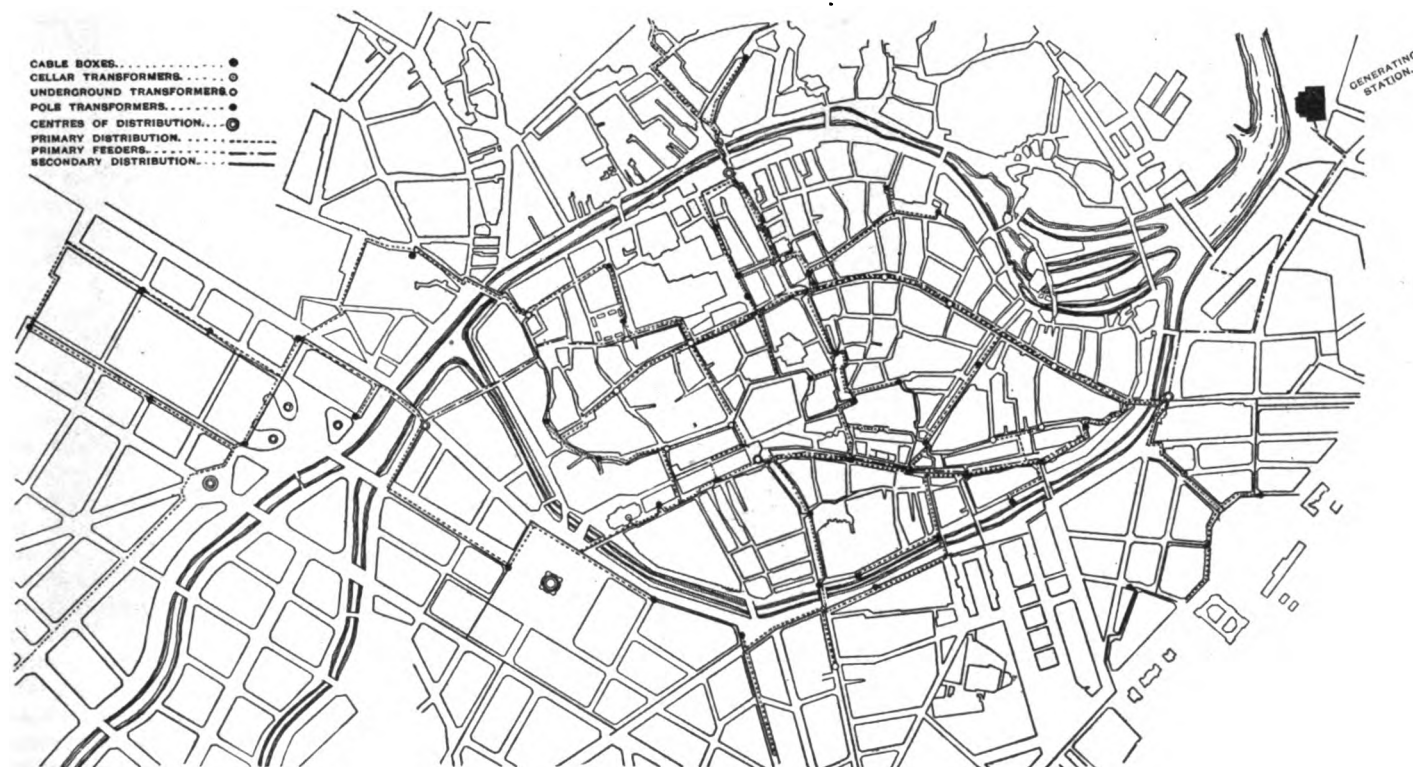 CABLE BOXES..............
CELLAR TRANSFORMERS.......
UNDERGROUND TRANSFORMERS.
POLE TRANSFORMERS.........
CENTRES OF DISTRIBUTION....
PRIMARY DISTRIBUTION.......
PRIMARY FEEDERS...........
SECONDARY DISTRIBUTION....
GENERATING
STATION.